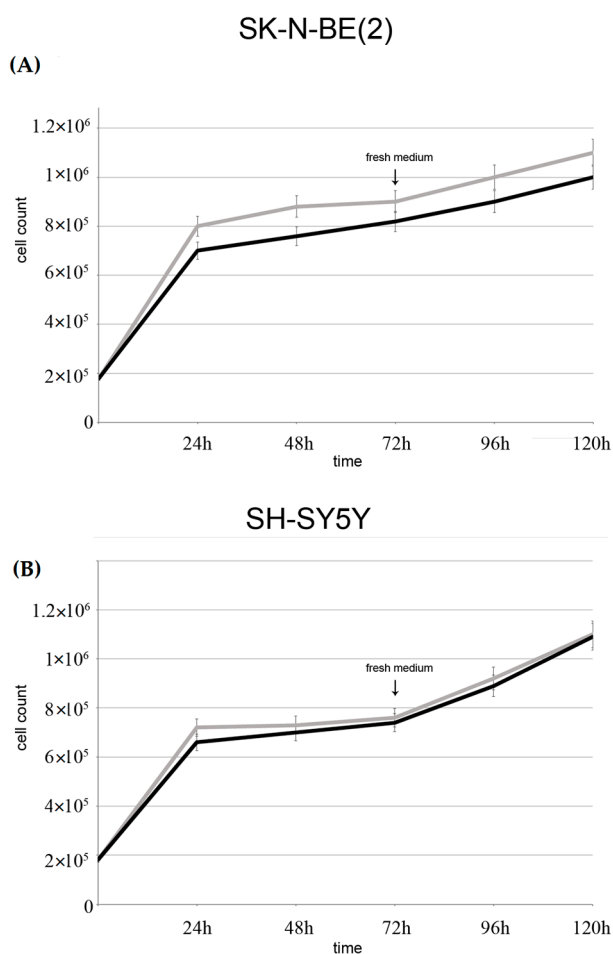 SK-N-BE(2)
(A)
1.2×10⁶
1×10⁶
8×10⁵
6×10⁵
4×10⁵
2×10⁵
0
cell count
fresh medium
24h 48h 72h 96h 120h
time
SH-SY5Y
(B)
1.2×10⁶
1×10⁶
8×10⁵
6×10⁵
4×10⁵
2×10⁵
0
cell count
fresh medium
24h 48h 72h 96h 120h
time